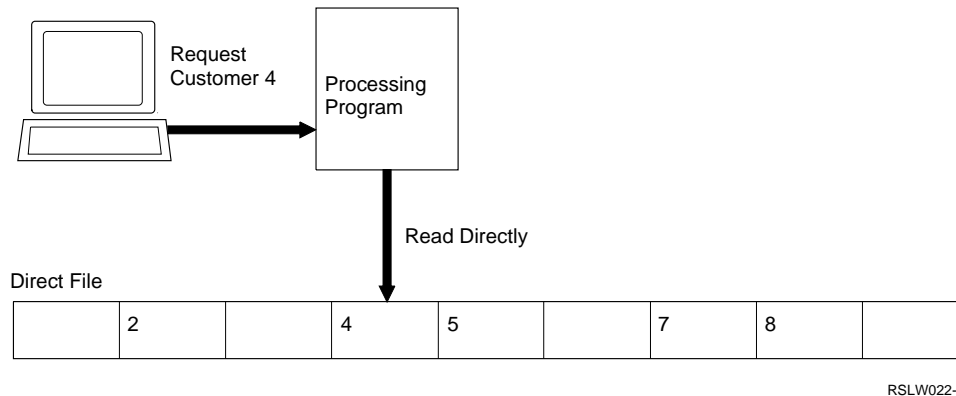 Request
Customer 4
Processing
Program
Read Directly
Direct File
2 4 5 7 8
RSLW022-